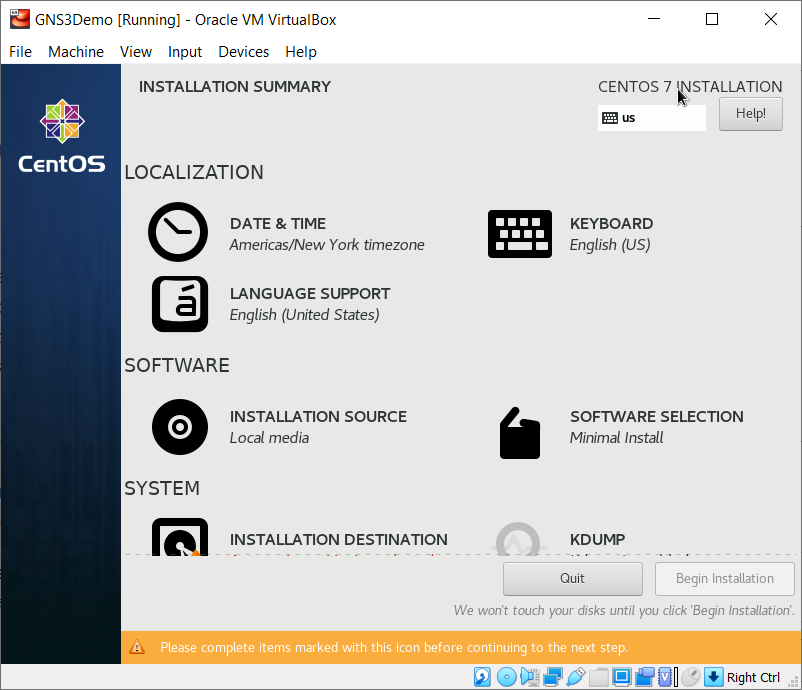 GNS3Demo [Running] - Oracle VM VirtualBox
File Machine View Input Devices Help
INSTALLATION SUMMARY
CENTOS 7 INSTALLATION
us
Help!
CentOS
LOCALIZATION
DATE & TIME
Americas/New York timezone
KEYBOARD
English (US)
LANGUAGE SUPPORT
English (United States)
SOFTWARE
INSTALLATION SOURCE
Local media
SOFTWARE SELECTION
Minimal Install
SYSTEM
INSTALLATION DESTINATION
KDUMP
Quit
Begin Installation
We won't touch your disks until you click 'Begin Installation'.
Please complete items marked with this icon before continuing to the next step.
Right Ctrl